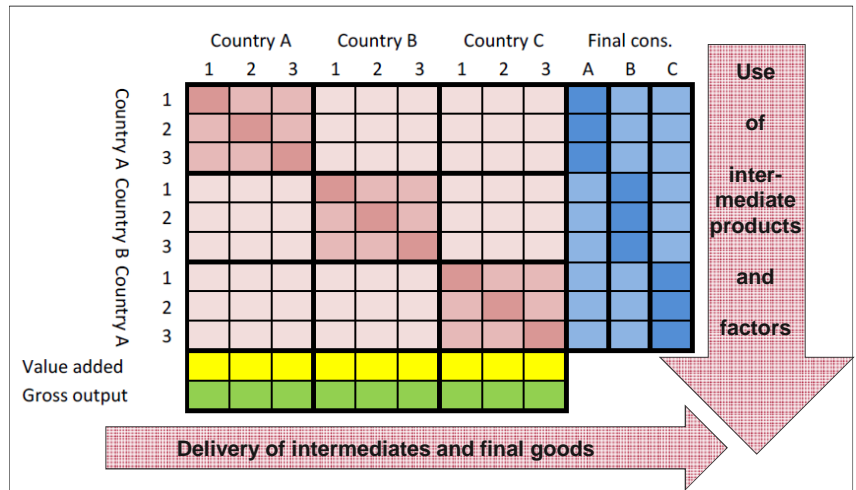 Country A Country B Country C Final cons.
1 2 3 1 2 3 1 2 3 A B C
Country A
1
2
3
Country B
1
2
3
Country A
1
2
3
Value added
Gross output
Use
of
inter-
mediate
products
and
factors
Delivery of intermediates and final goods